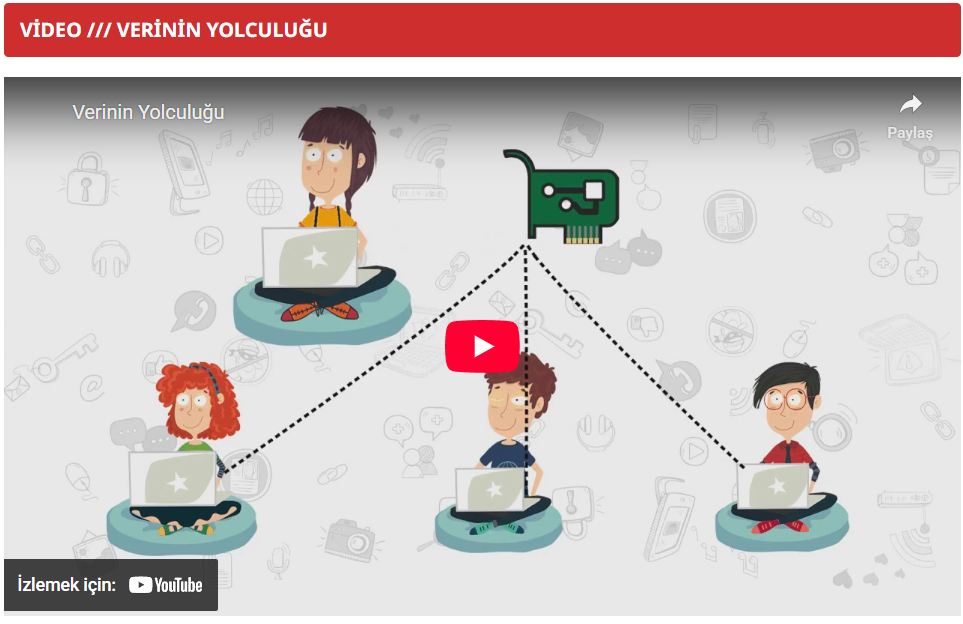 VİDEO /// VERİNİN YOLCULUĞU
Verinin Yolculuğu
Paylaş
İzlemek için: YouTube